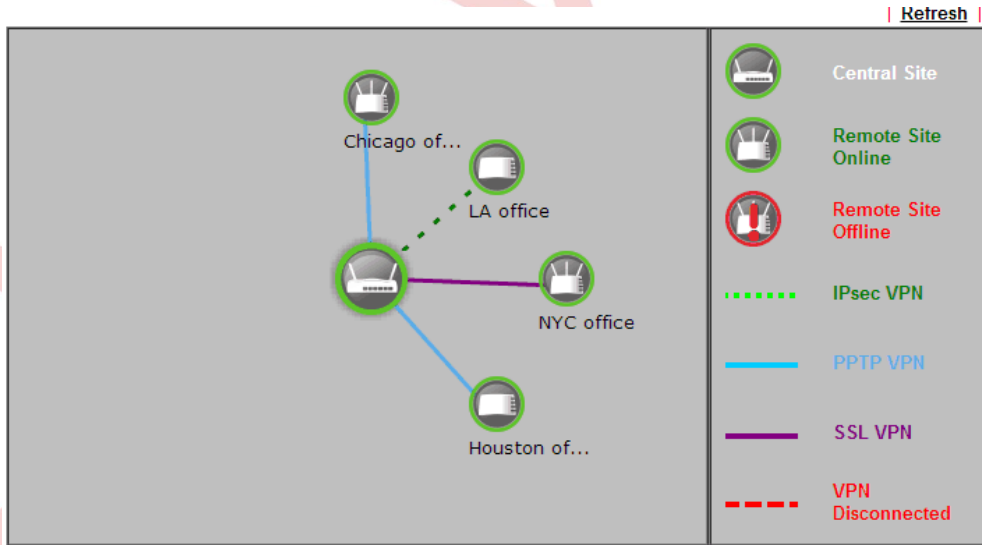 | Refresh |
Central Site
Chicago of...
Remote Site
Online
LA office
Remote Site
Offline
IPsec VPN
NYC office
PPTP VPN
Houston of...
SSL VPN
VPN
Disconnected